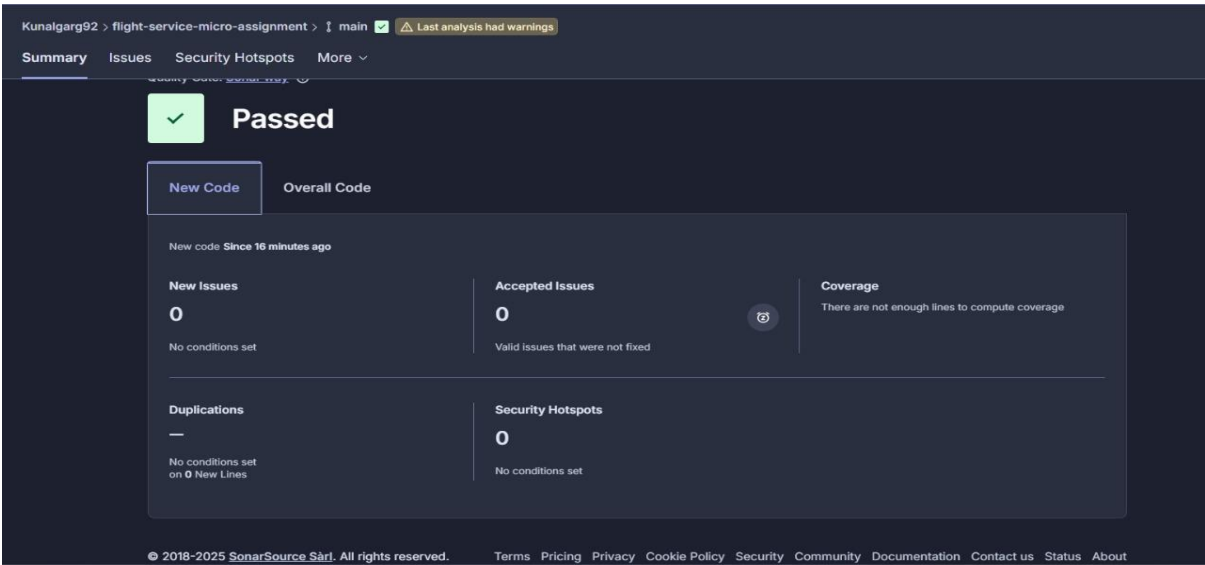 Kunalgarg92 > flight-service-micro-assignment > main Last analysis had warnings
Summary Issues Security Hotspots More
Quality Gate: Sonar way
Passed
New Code Overall Code
New code Since 16 minutes ago
New Issues
0
No conditions set
Accepted Issues
0
Valid issues that were not fixed
Coverage
There are not enough lines to compute coverage
Duplications
—
No conditions set
on 0 New Lines
Security Hotspots
0
No conditions set
© 2018-2025 SonarSource Sàrl. All rights reserved. Terms Pricing Privacy Cookie Policy Security Community Documentation Contact us Status About